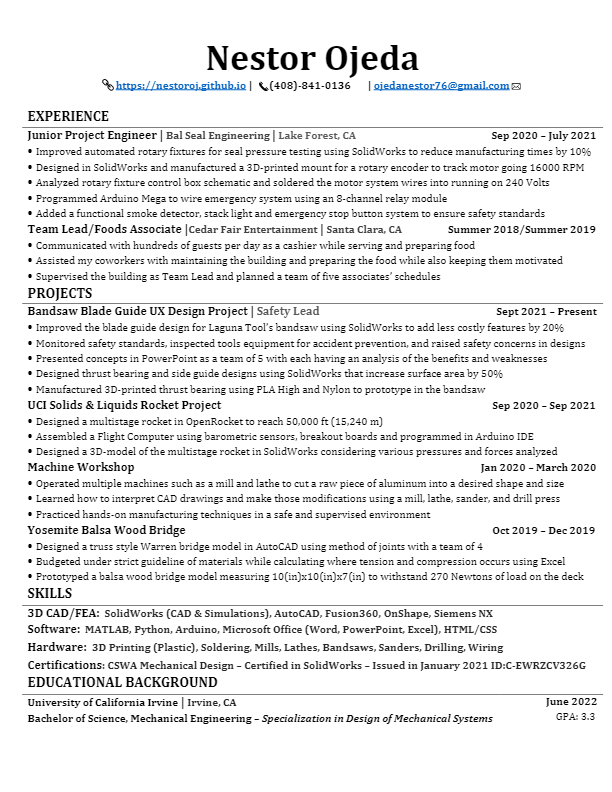 Nestor Ojeda
https://nestoroj.github.io | (408)-841-0136 | ojedanestor76@gmail.com
EXPERIENCE
Junior Project Engineer | Bal Seal Engineering | Lake Forest, CA Sep 2020 – July 2021
• Improved automated rotary fixtures for seal pressure testing using SolidWorks to reduce manufacturing times by 10%
• Designed in SolidWorks and manufactured a 3D-printed mount for a rotary encoder to track motor going 16000 RPM
• Analyzed rotary fixture control box schematic and soldered the motor system wires into running on 240 Volts
• Programmed Arduino Mega to wire emergency system using an 8-channel relay module
• Added a functional smoke detector, stack light and emergency stop button system to ensure safety standards
Team Lead/Foods Associate |Cedar Fair Entertainment | Santa Clara, CA Summer 2018/Summer 2019
• Communicated with hundreds of guests per day as a cashier while serving and preparing food
• Assisted my coworkers with maintaining the building and preparing the food while also keeping them motivated
• Supervised the building as Team Lead and planned a team of five associates' schedules
PROJECTS
Bandsaw Blade Guide UX Design Project | Safety Lead Sept 2021 – Present
• Improved the blade guide design for Laguna Tool's bandsaw using SolidWorks to add less costly features by 20%
• Monitored safety standards, inspected tools equipment for accident prevention, and raised safety concerns in designs
• Presented concepts in PowerPoint as a team of 5 with each having an analysis of the benefits and weaknesses
• Designed thrust bearing and side guide designs using SolidWorks that increase surface area by 50%
• Manufactured 3D-printed thrust bearing using PLA High and Nylon to prototype in the bandsaw
UCI Solids & Liquids Rocket Project Sep 2020 – Sep 2021
• Designed a multistage rocket in OpenRocket to reach 50,000 ft (15,240 m)
• Assembled a Flight Computer using barometric sensors, breakout boards and programmed in Arduino IDE
• Designed a 3D-model of the multistage rocket in SolidWorks considering various pressures and forces analyzed
Machine Workshop Jan 2020 – March 2020
• Operated multiple machines such as a mill and lathe to cut a raw piece of aluminum into a desired shape and size
• Learned how to interpret CAD drawings and make those modifications using a mill, lathe, sander, and drill press
• Practiced hands-on manufacturing techniques in a safe and supervised environment
Yosemite Balsa Wood Bridge Oct 2019 – Dec 2019
• Designed a truss style Warren bridge model in AutoCAD using method of joints with a team of 4
• Budgeted under strict guideline of materials while calculating where tension and compression occurs using Excel
• Prototyped a balsa wood bridge model measuring 10(in)x10(in)x7(in) to withstand 270 Newtons of load on the deck
SKILLS
3D CAD/FEA: SolidWorks (CAD & Simulations), AutoCAD, Fusion360, OnShape, Siemens NX
Software: MATLAB, Python, Arduino, Microsoft Office (Word, PowerPoint, Excel), HTML/CSS
Hardware: 3D Printing (Plastic), Soldering, Mills, Lathes, Bandsaws, Sanders, Drilling, Wiring
Certifications: CSWA Mechanical Design – Certified in SolidWorks – Issued in January 2021 ID:C-EWRZCV326G
EDUCATIONAL BACKGROUND
University of California Irvine | Irvine, CA June 2022
Bachelor of Science, Mechanical Engineering – Specialization in Design of Mechanical Systems GPA: 3.3